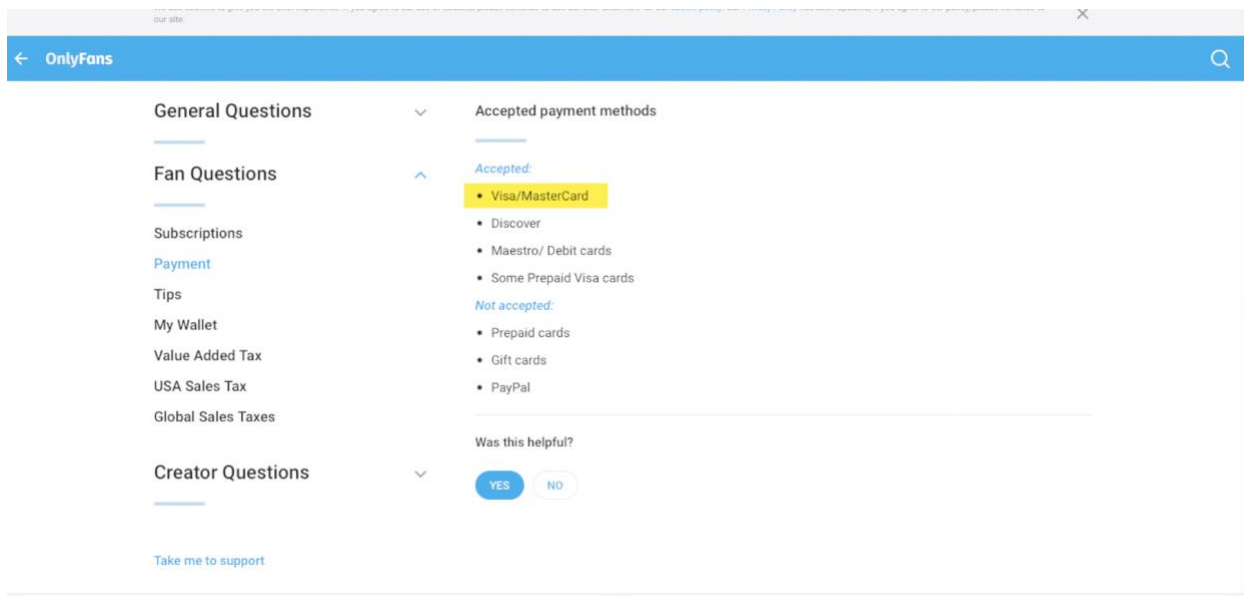 our site.
OnlyFans
General Questions
Fan Questions
Subscriptions
Payment
Tips
My Wallet
Value Added Tax
USA Sales Tax
Global Sales Taxes
Creator Questions
Take me to support
Accepted payment methods
Accepted:
• Visa/MasterCard
• Discover
• Maestro/ Debit cards
• Some Prepaid Visa cards
Not accepted:
• Prepaid cards
• Gift cards
• PayPal
Was this helpful?
YES
NO